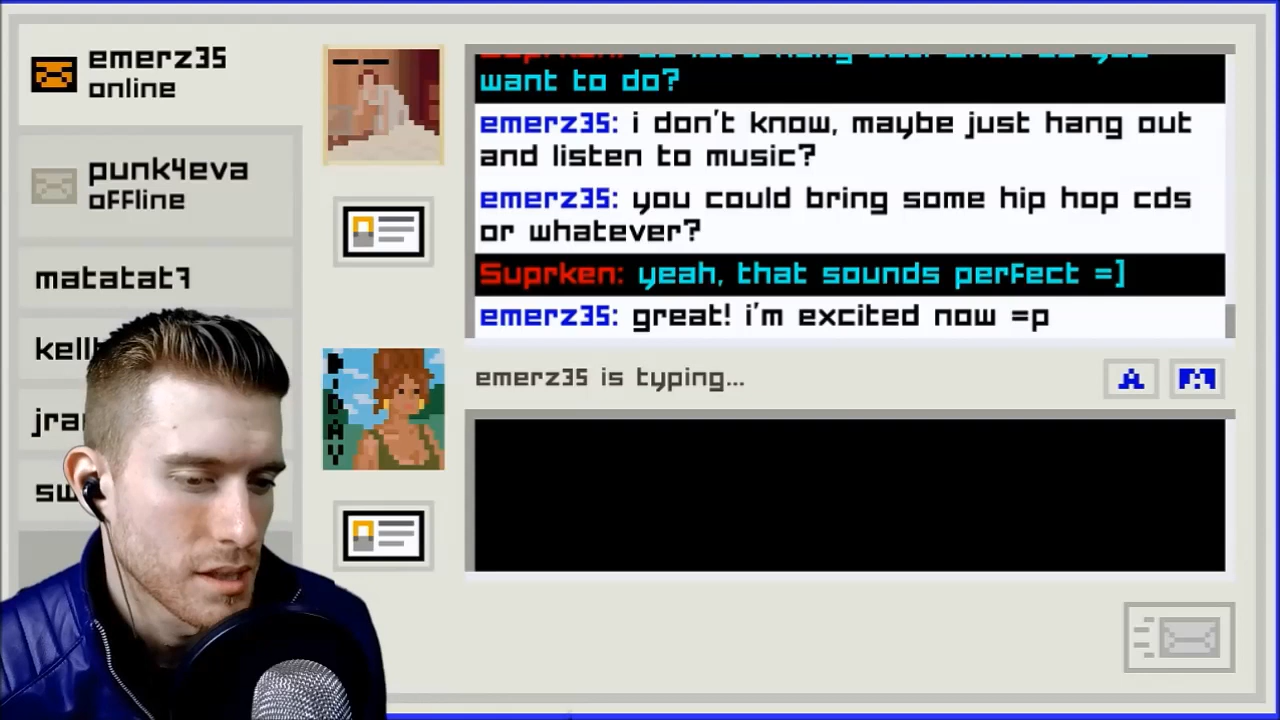 emerz35
online
punk4eva
offline
matatat7
want to do?
emerz35: i don't know, maybe just hang out
and listen to music?
emerz35: you could bring some hip hop cds
or whatever?
Suprken: yeah, that sounds perfect =]
emerz35: great! i'm excited now =p
emerz35 is typing...
A